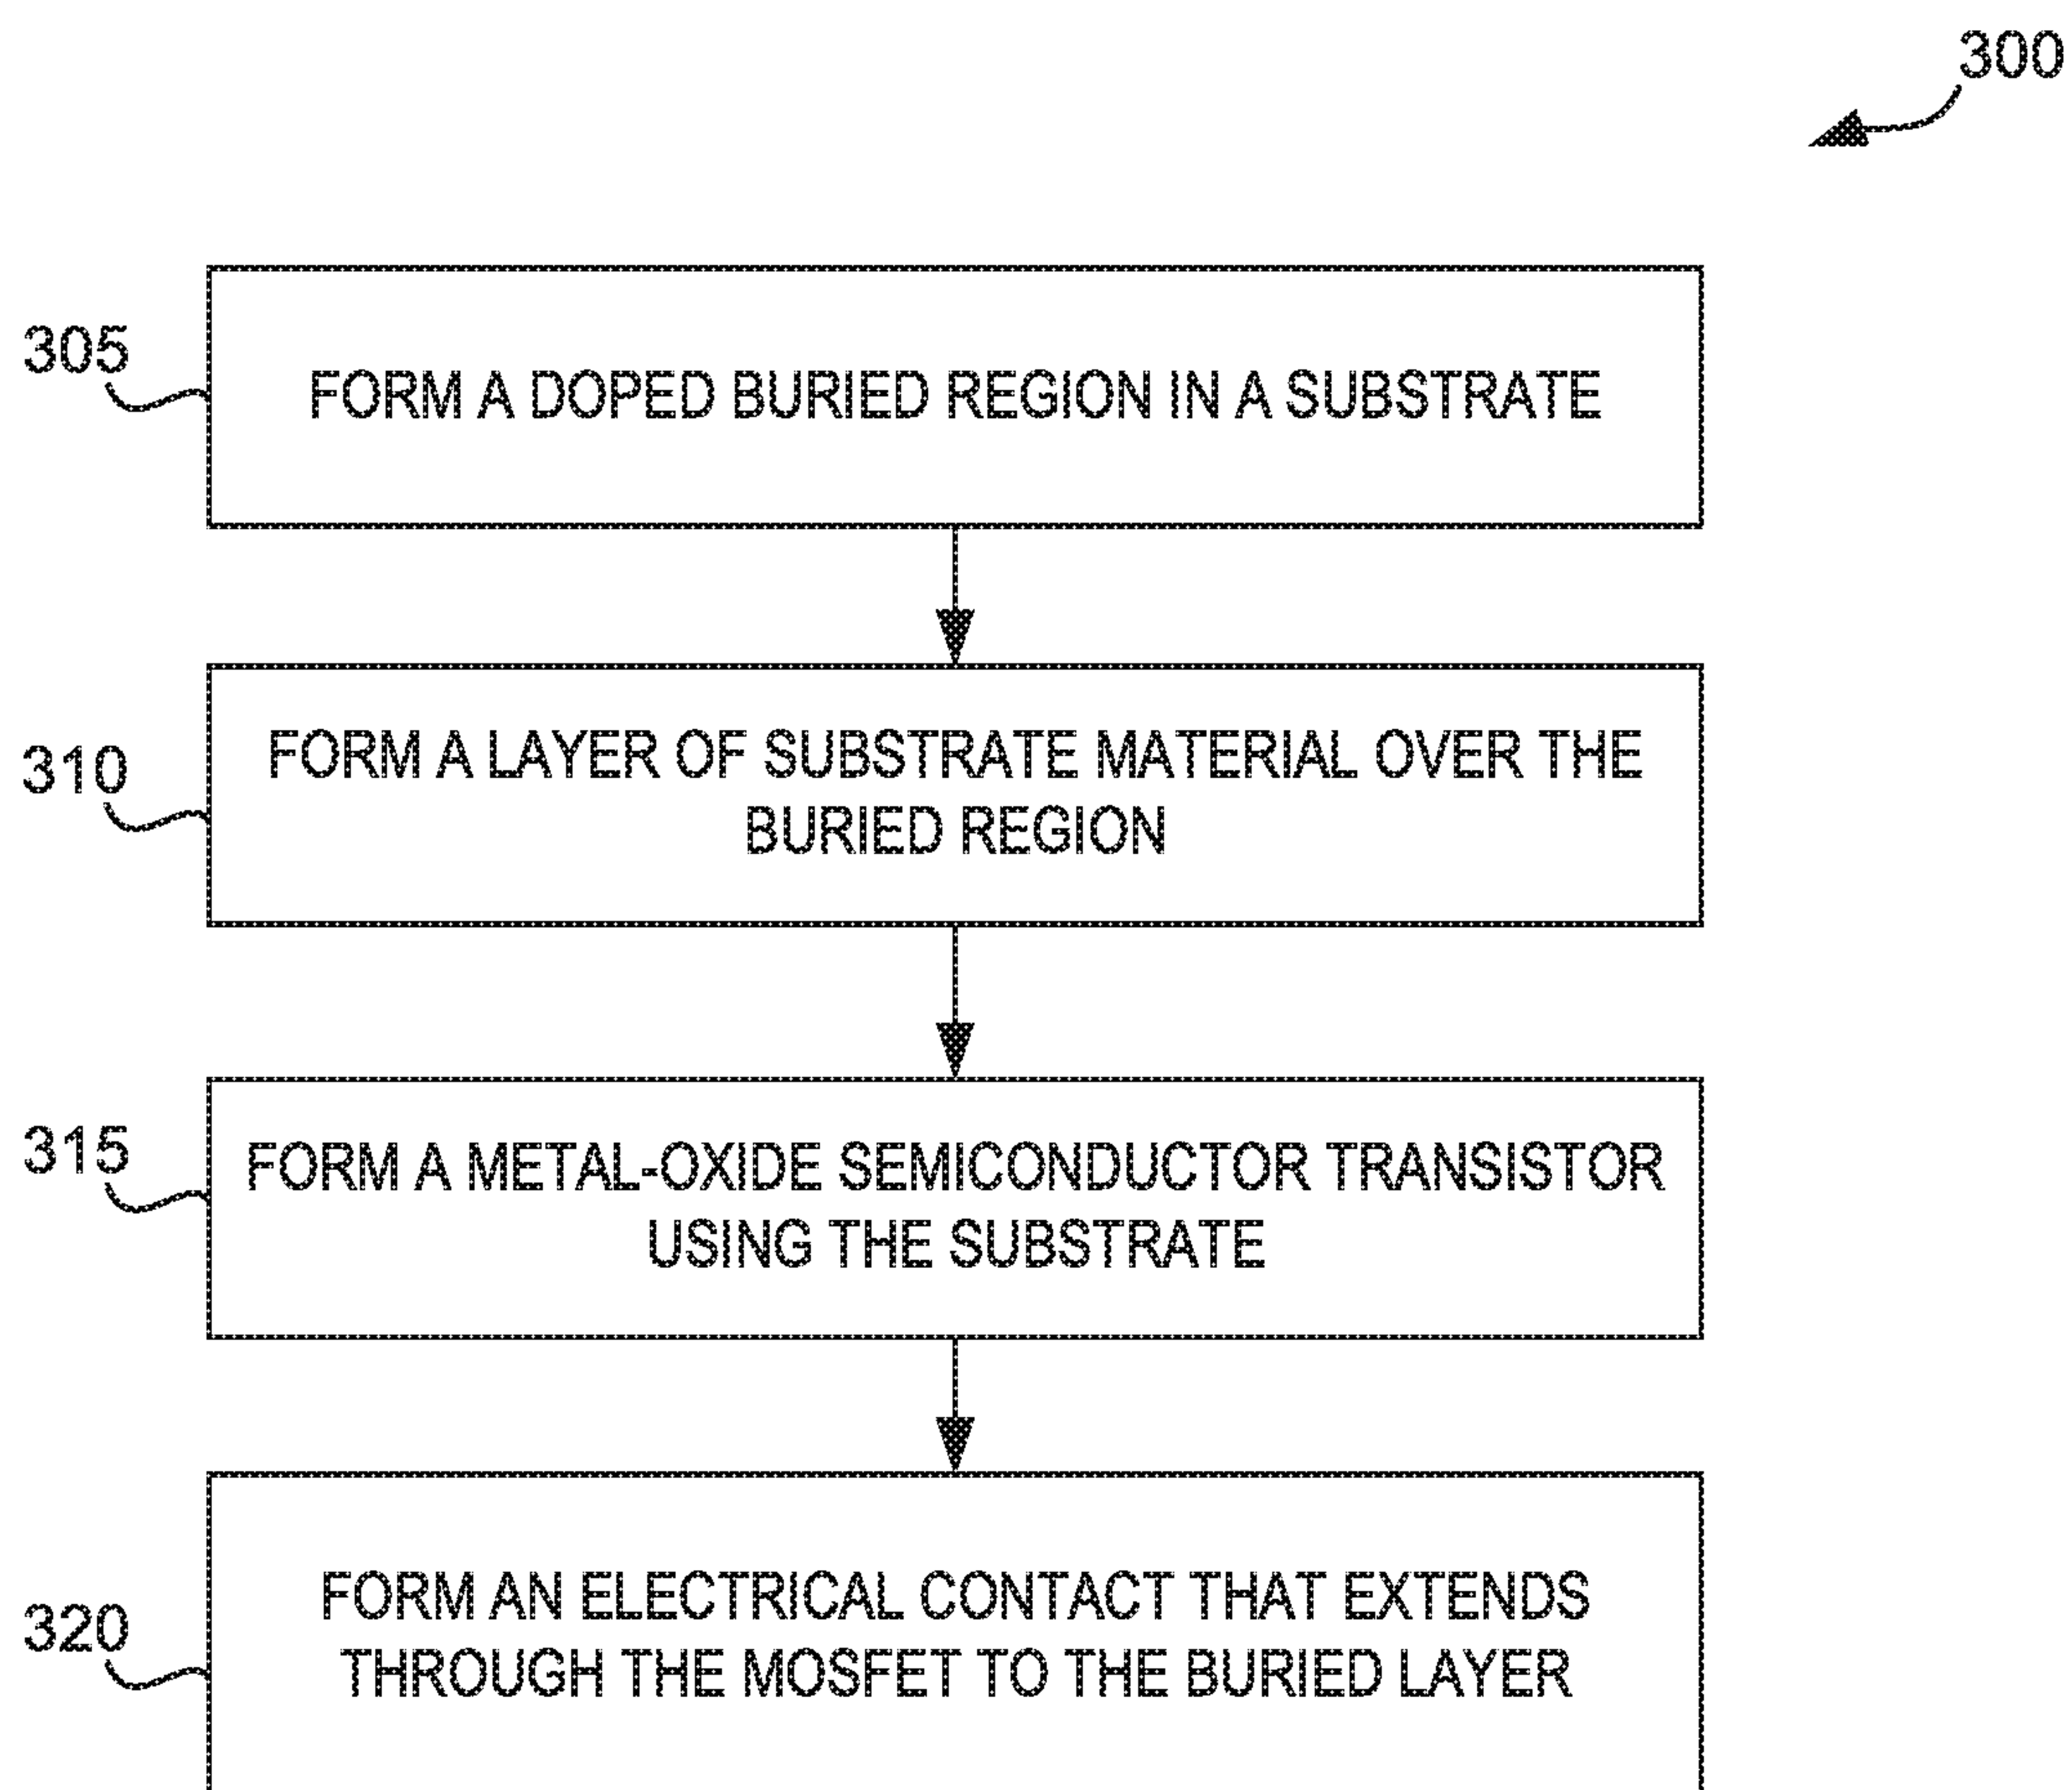 300
305
FORM A DOPED BURIED REGION IN A SUBSTRATE
310
FORM A LAYER OF SUBSTRATE MATERIAL OVER THE
BURIED REGION
315
FORM A METAL-OXIDE SEMICONDUCTOR TRANSISTOR
USING THE SUBSTRATE
320
FORM AN ELECTRICAL CONTACT THAT EXTENDS
THROUGH THE MOSFET TO THE BURIED LAYER